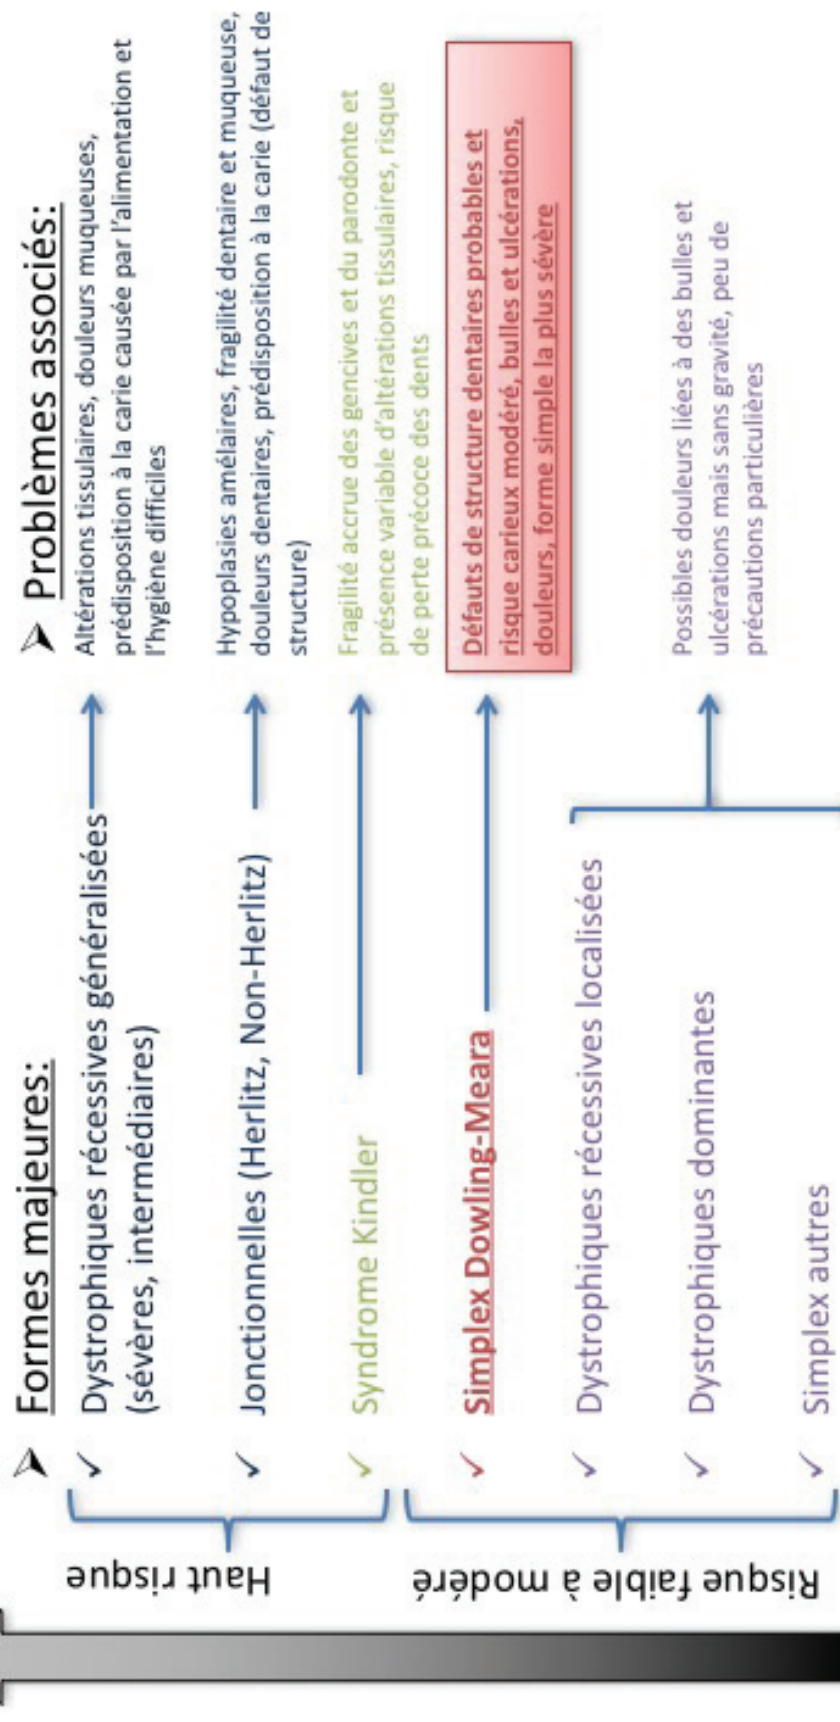 Haut risque
Risque faible à modéré
Formes majeures:
Dystrophiques récessives généralisées
(sévères, intermédiaires)
Jonctionnelles (Herlitz, Non-Herlitz)
Syndrome Kindler
Simplex Dowling-Meara
Dystrophiques récessives localisées
Dystrophiques dominantes
Simplex autres
Problèmes associés:
Altérations tissulaires, douleurs muqueuses,
prédisposition à la carie causée par l'alimentation et
l'hygiène difficiles
Hypoplasies amélaires, fragilité dentaire et muqueuse,
douleurs dentaires, prédisposition à la carie (défaut de
structure)
Fragilité accrue des gencives et du parodonte et
présence variable d'altérations tissulaires, risque
de perte précoce des dents
Défauts de structure dentaires probables et
risque carieux modéré, bulles et ulcérations,
douleurs, forme simple la plus sévère
Possibles douleurs liées à des bulles et
ulcérations mais sans gravité, peu de
précautions particulières